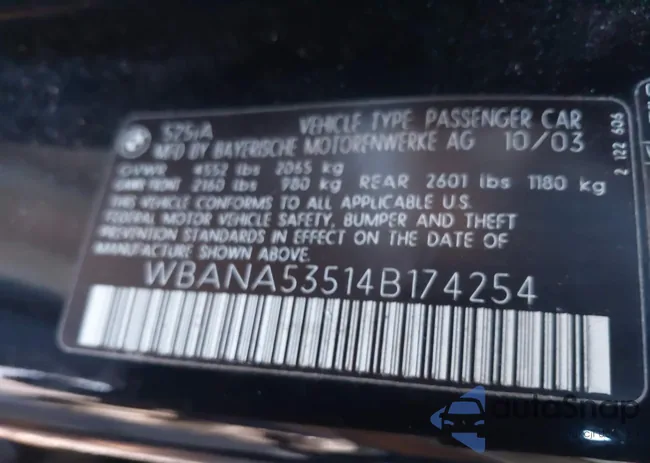 525iA VEHICLE TYPE PASSENGER CAR
MFD BY BAYERISCHE MOTORENWERKE AG 10/03
GVWR 4552 lbs 2065 kg
GAWR FRONT 2160 lbs 980 kg REAR 2601 lbs 1180 kg
THIS VEHICLE CONFORMS TO ALL APPLICABLE U.S.
FEDERAL MOTOR VEHICLE SAFETY, BUMPER AND THEFT
PREVENTION STANDARDS IN EFFECT ON THE DATE OF
MANUFACTURE SHOWN ABOVE.
WBANA53514B174254
2 122 606
autoSnap